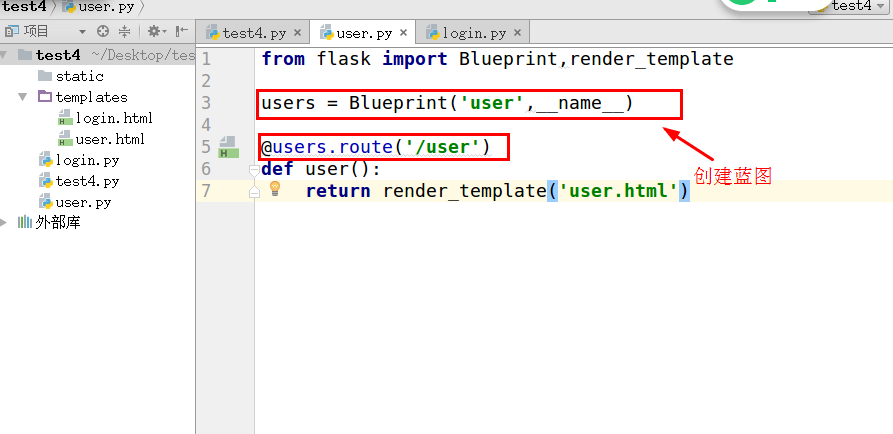 test4 user.py
test4
项目
test4 ~/Desktop/tes
static
templates
login.html
user.html
login.py
test4.py
user.py
外部库
test4.py × user.py × login.py ×
1 from flask import Blueprint,render_template
2
3 users = Blueprint('user',__name__)
4
5 @users.route('/user')
6 def user():
7 return render_template('user.html')
创建蓝图